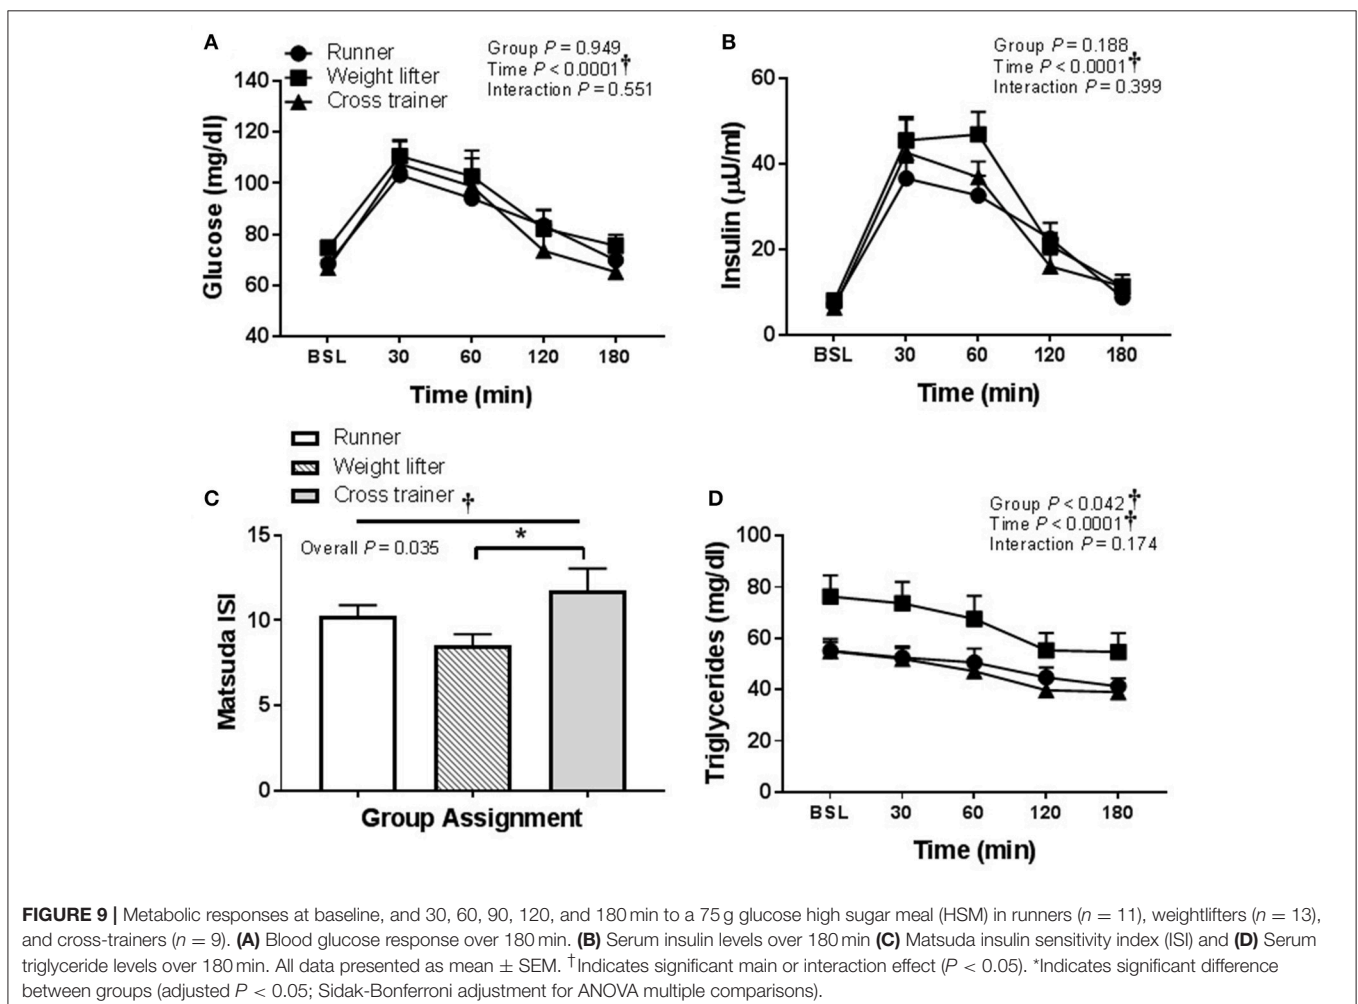 A
Runner
Weight lifter
Cross trainer
Group P = 0.949
Time P < 0.0001†
Interaction P = 0.551
140
120
100
80
60
40
Glucose (mg/dl)
BSL 30 60 120 180
Time (min)
B
Group P = 0.188
Time P < 0.0001†
Interaction P = 0.399
60
40
20
0
Insulin (µU/ml)
BSL 30 60 120 180
Time (min)
Runner
Weight lifter
Cross trainer
C
†
*
Overall P = 0.035
15
10
5
0
Matsuda ISI
Group Assignment
D
Group P < 0.042†
Time P < 0.0001†
Interaction P = 0.174
100
80
60
40
20
0
Triglycerides (mg/dl)
BSL 30 60 120 180
Time (min)
FIGURE 9 | Metabolic responses at baseline, and 30, 60, 90, 120, and 180 min to a 75 g glucose high sugar meal (HSM) in runners (n = 11), weightlifters (n = 13),
and cross-trainers (n = 9). (A) Blood glucose response over 180 min. (B) Serum insulin levels over 180 min (C) Matsuda insulin sensitivity index (ISI) and (D) Serum
triglyceride levels over 180 min. All data presented as mean ± SEM. †Indicates significant main or interaction effect (P < 0.05). *Indicates significant difference
between groups (adjusted P < 0.05; Sidak-Bonferroni adjustment for ANOVA multiple comparisons).